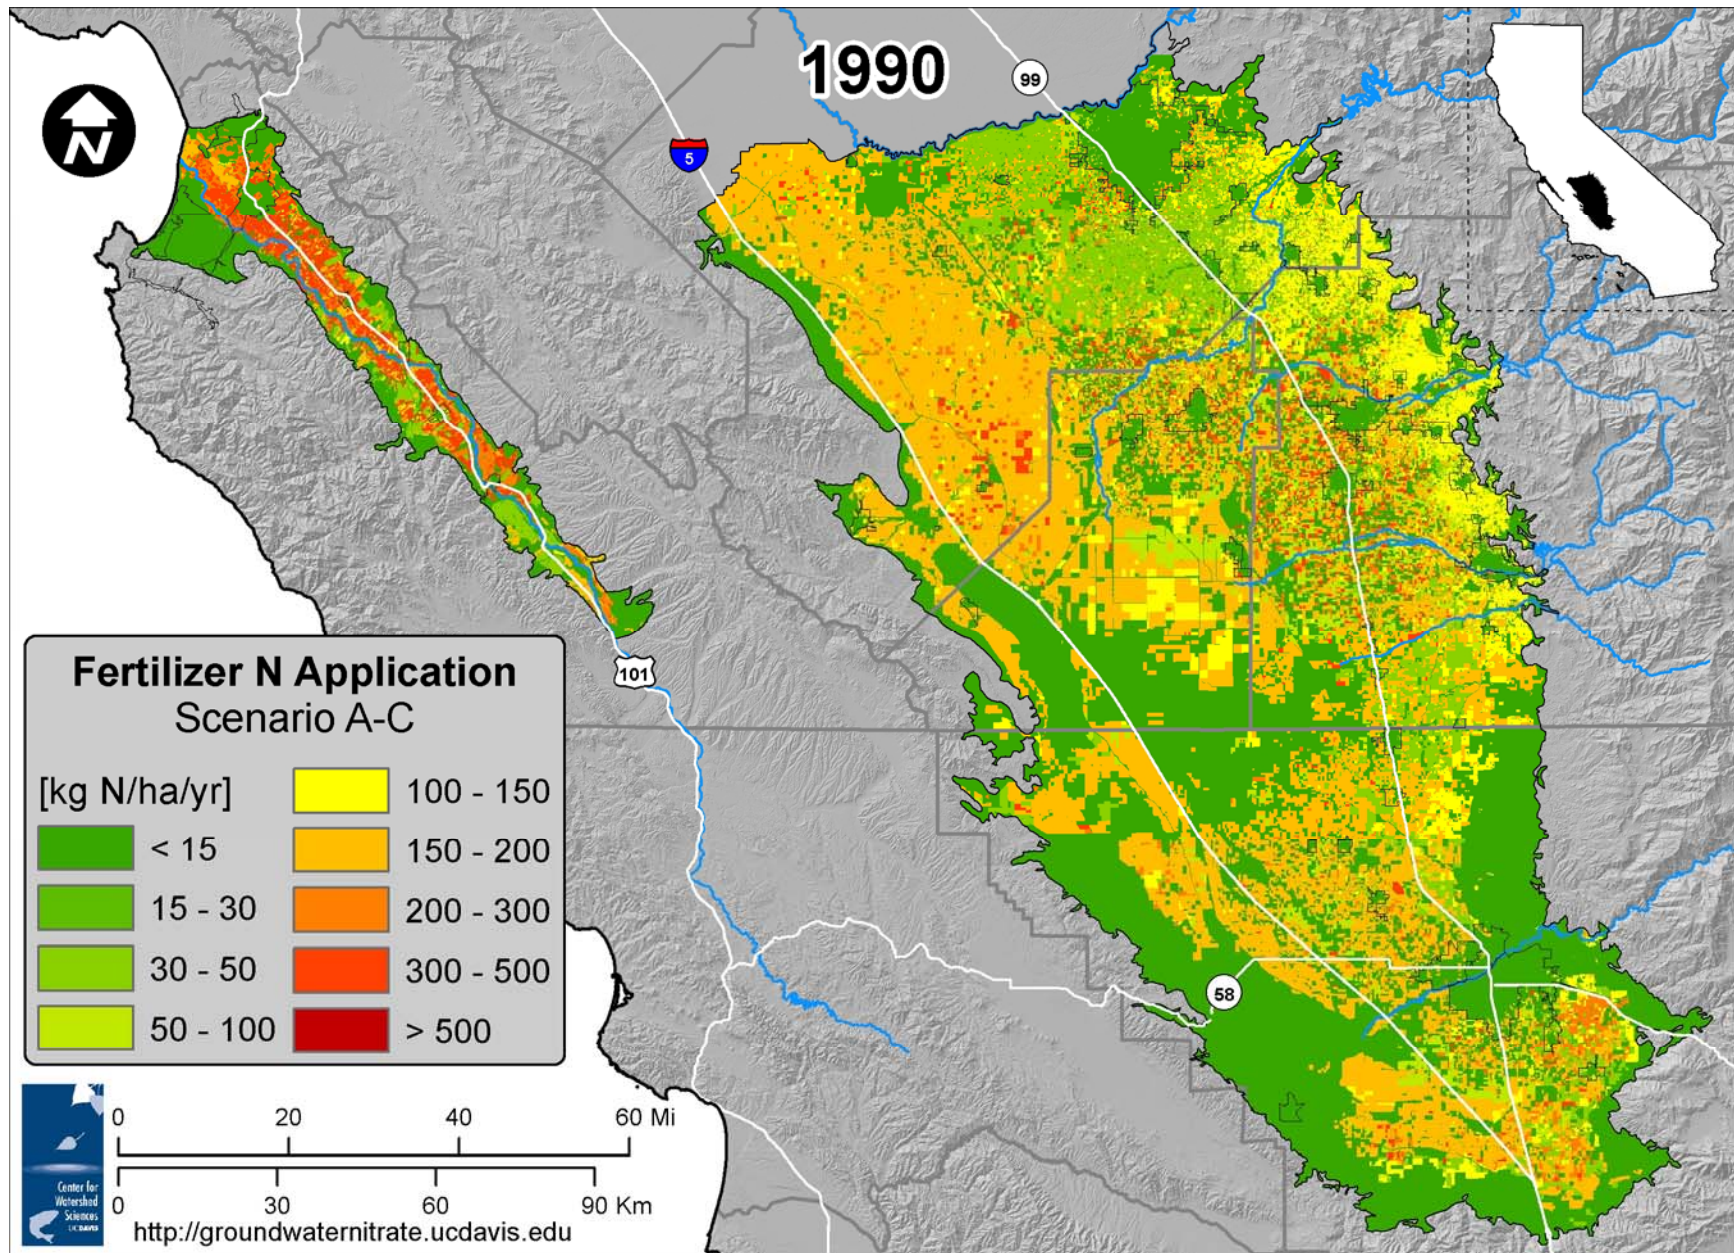 1990
99
5
N
101
Fertilizer N Application
Scenario A-C
[kg N/ha/yr]
< 15
15 - 30
30 - 50
50 - 100
100 - 150
150 - 200
200 - 300
300 - 500
> 500
58
0 20 40 60 Mi
0 30 60 90 Km
Center for
Watershed
Sciences
UC DAVIS
http://groundwaternitrate.ucdavis.edu